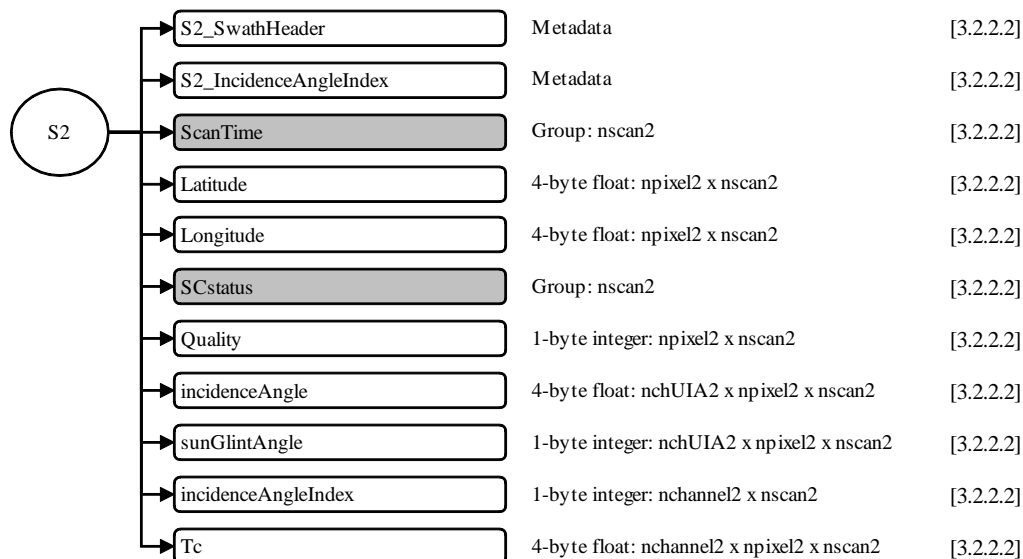 S2_SwathHeader Metadata [3.2.2.2]
S2_IncidenceAngleIndex Metadata [3.2.2.2]
S2 ScanTime Group: nscan2 [3.2.2.2]
Latitude 4-byte float: npixel2 x nscan2 [3.2.2.2]
Longitude 4-byte float: npixel2 x nscan2 [3.2.2.2]
SCstatus Group: nscan2 [3.2.2.2]
Quality 1-byte integer: npixel2 x nscan2 [3.2.2.2]
incidenceAngle 4-byte float: nchUIA2 x npixel2 x nscan2 [3.2.2.2]
sunGlintAngle 1-byte integer: nchUIA2 x npixel2 x nscan2 [3.2.2.2]
incidenceAngleIndex 1-byte integer: nchannel2 x nscan2 [3.2.2.2]
Tc 4-byte float: nchannel2 x npixel2 x nscan2 [3.2.2.2]